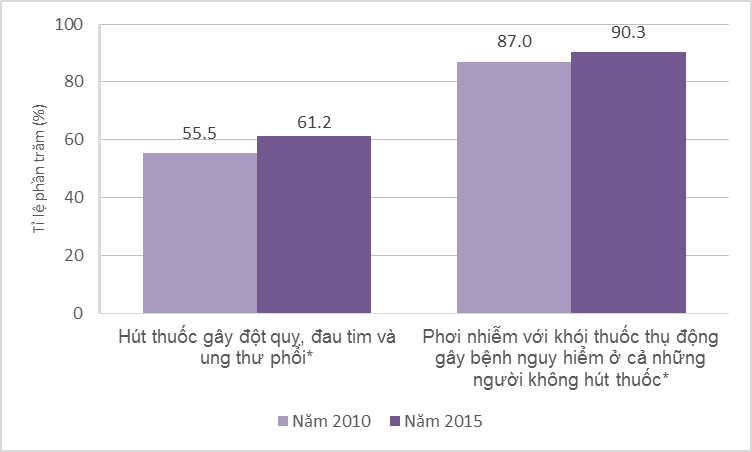 100
80
60
40
20
0
Tỉ lệ phần trăm (%)
55.5
61.2
87.0
90.3
Hút thuốc gây đột quỵ, đau tim và
ung thư phổi*
Phơi nhiễm với khói thuốc thụ động
gây bệnh nguy hiểm ở cả những
người không hút thuốc*
Năm 2010
Năm 2015